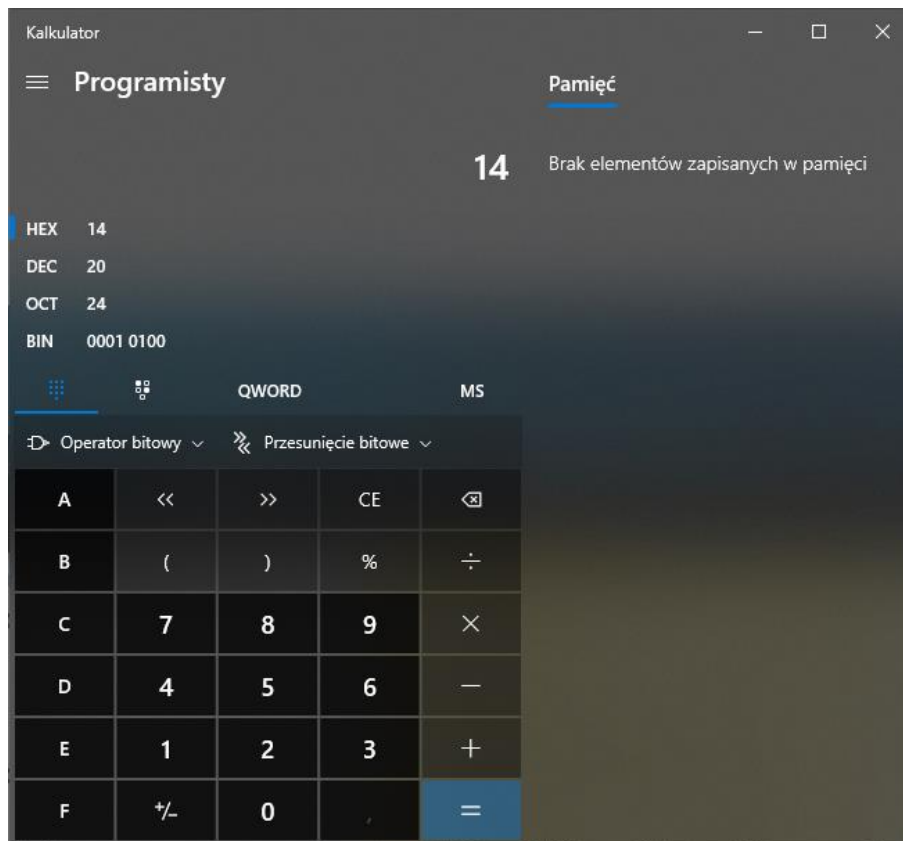 Kalkulator
Programisty
Pamięć
14
Brak elementów zapisanych w pamięci
HEX 14
DEC 20
OCT 24
BIN 0001 0100
QWORD MS
Operator bitowy Przesunięcie bitowe
A << >> CE
B ( ) % ÷
C 7 8 9 ×
D 4 5 6 −
E 1 2 3 +
F +/− 0 , =